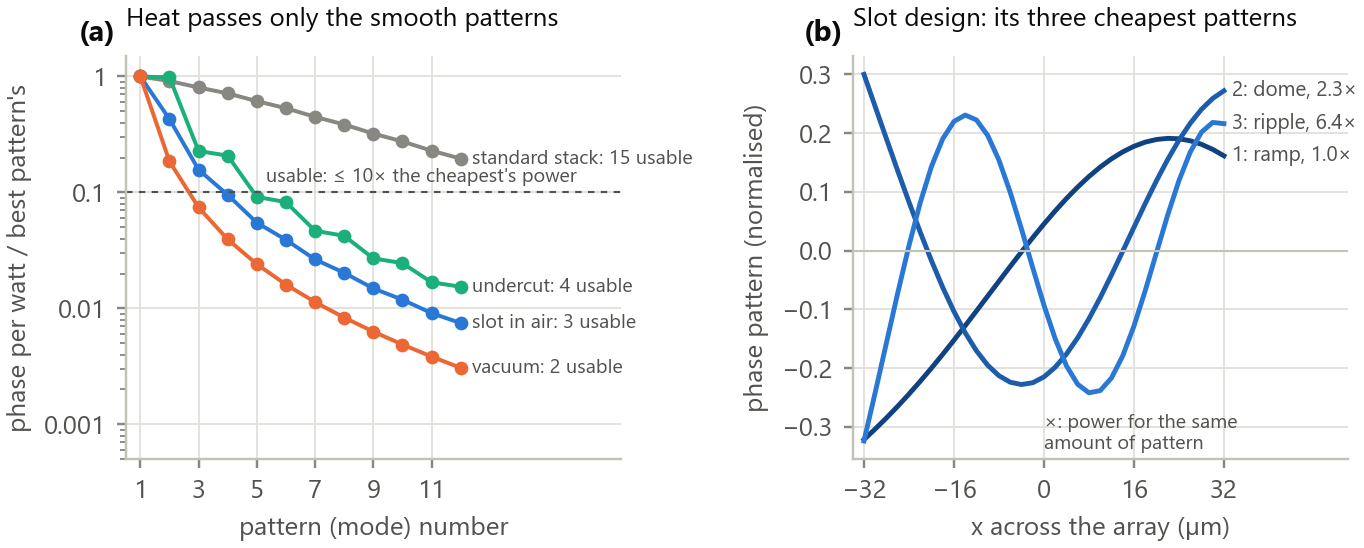 (a)
Heat passes only the smooth patterns
phase per watt / best pattern's
1
0.1
0.01
0.001
standard stack: 15 usable
usable: ≤ 10× the cheapest's power
undercut: 4 usable
slot in air: 3 usable
vacuum: 2 usable
1 3 5 7 9 11
pattern (mode) number
(b)
Slot design: its three cheapest patterns
phase pattern (normalised)
0.3
0.2
0.1
0.0
−0.1
−0.2
−0.3
2: dome, 2.3×
3: ripple, 6.4×
1: ramp, 1.0×
×: power for the same
amount of pattern
−32 −16 0 16 32
x across the array (μm)